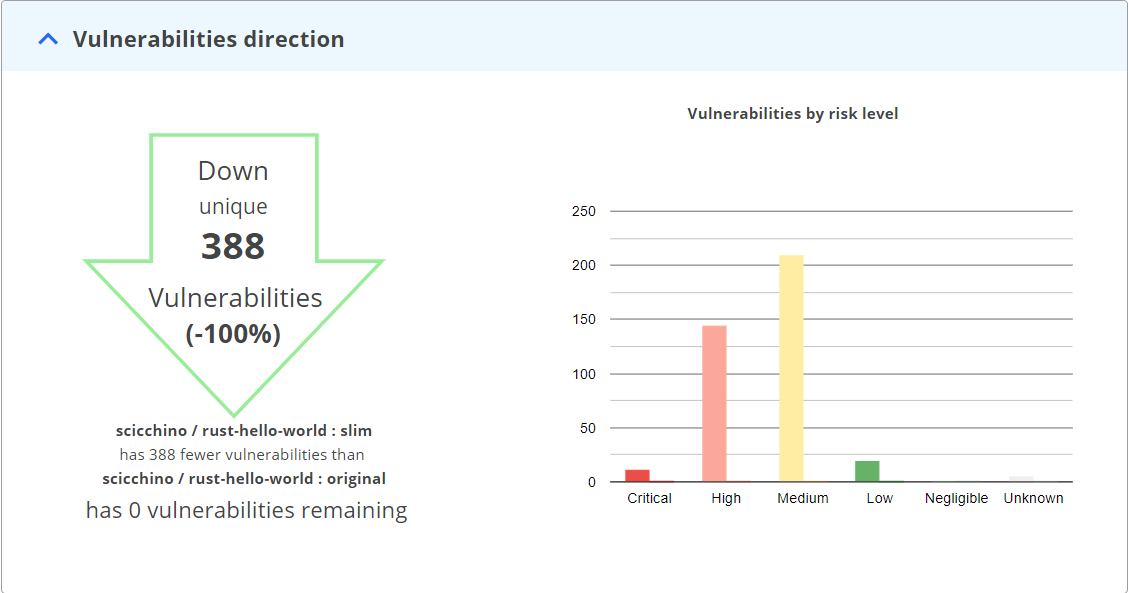 Vulnerabilities direction
Down
unique
388
Vulnerabilities
(-100%)
scicchino / rust-hello-world : slim
has 388 fewer vulnerabilities than
scicchino / rust-hello-world : original
has 0 vulnerabilities remaining
Vulnerabilities by risk level
250
200
150
100
50
0
Critical High Medium Low Negligible Unknown